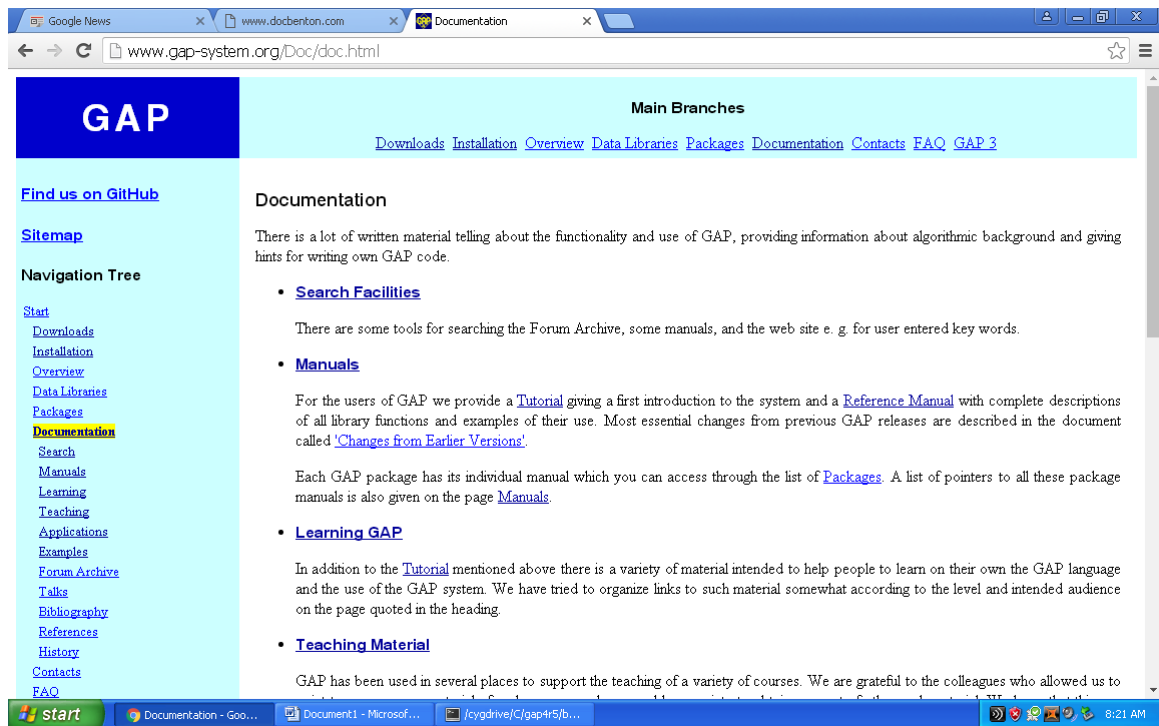 Google News
www.docbenton.com
Documentation
www.gap-system.org/Doc/doc.html
GAP
Main Branches
Downloads Installation Overview Data Libraries Packages Documentation Contacts FAQ GAP 3
Find us on GitHub
Sitemap
Navigation Tree
Start
Downloads
Installation
Overview
Data Libraries
Packages
Documentation
Search
Manuals
Learning
Teaching
Applications
Examples
Forum Archive
Talks
Bibliography
References
History
Contacts
FAQ
Documentation
There is a lot of written material telling about the functionality and use of GAP, providing information about algorithmic background and giving
hints for writing own GAP code.
• Search Facilities
There are some tools for searching the Forum Archive, some manuals, and the web site e. g. for user entered key words.
• Manuals
For the users of GAP we provide a Tutorial giving a first introduction to the system and a Reference Manual with complete descriptions
of all library functions and examples of their use. Most essential changes from previous GAP releases are described in the document
called 'Changes from Earlier Versions'.
Each GAP package has its individual manual which you can access through the list of Packages. A list of pointers to all these package
manuals is also given on the page Manuals.
• Learning GAP
In addition to the Tutorial mentioned above there is a variety of material intended to help people to learn on their own the GAP language
and the use of the GAP system. We have tried to organize links to such material somewhat according to the level and intended audience
on the page quoted in the heading.
• Teaching Material
GAP has been used in several places to support the teaching of a variety of courses. We are grateful to the colleagues who allowed us to
start
Documentation - Goo...
Document1 - Microsof...
/cygdrive/C/gap4r5/b...
8:21 AM